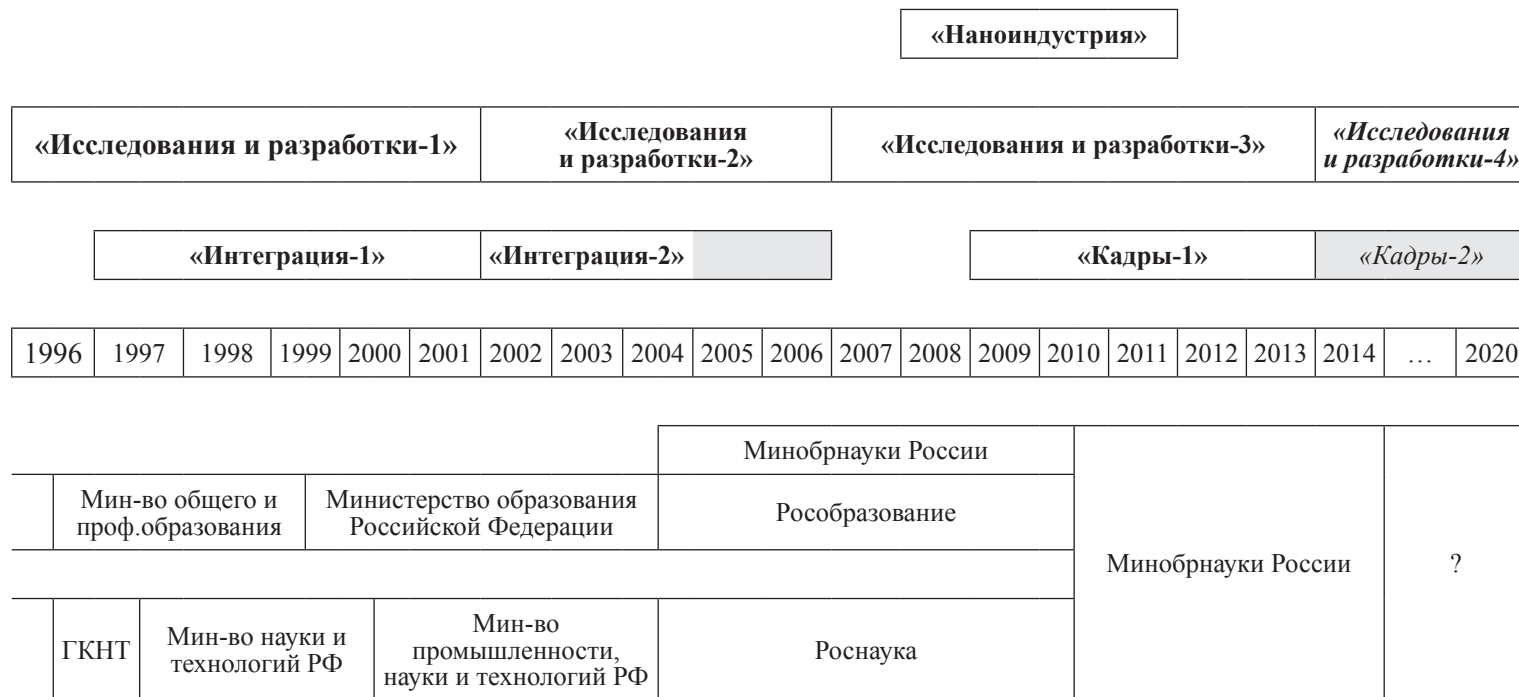 «Наноиндустрия»
«Исследования и разработки-1»
«Исследования
и разработки-2»
«Исследования и разработки-3»
«Исследования
и разработки-4»
«Интеграция-1»
«Интеграция-2»
«Кадры-1»
«Кадры-2»
1996 1997 1998 1999 2000 2001 2002 2003 2004 2005 2006 2007 2008 2009 2010 2011 2012 2013 2014 … 2020
Минобрнауки России
Мин-во общего и
проф.образования
Министерство образования
Российской Федерации
Рособразование
Минобрнауки России
?
ГКНТ
Мин-во науки и
технологий РФ
Мин-во
промышленности,
науки и технологий РФ
Роснаука